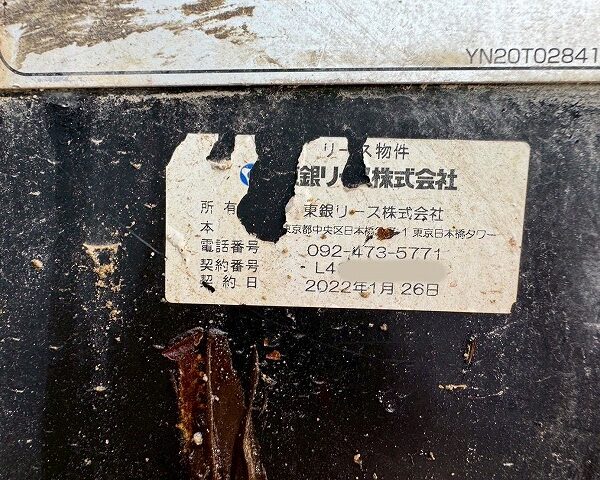 YN20T02841
リース物件
銀リース株式会社
所有 東銀リース株式会社
本 東京都中央区日本橋 1 東京日本橋タワー
電話番号 092-473-5771
契約番号 L4
契約日 2022年1月26日